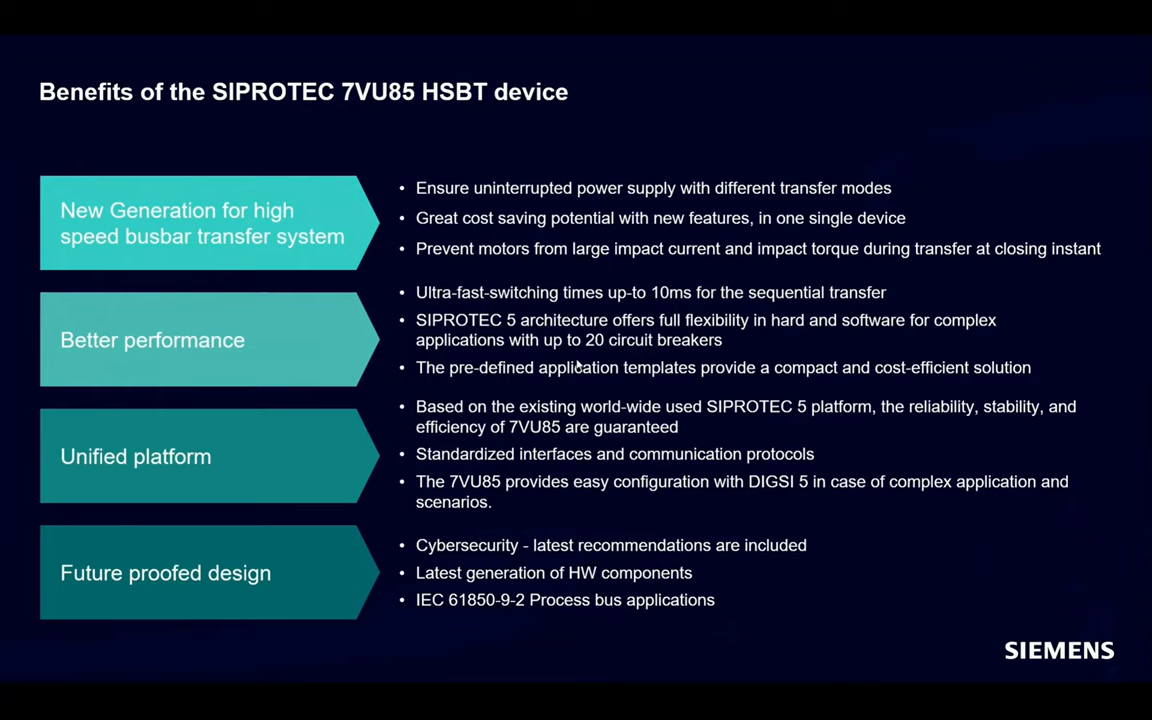 Benefits of the SIPROTEC 7VU85 HSBT device
New Generation for high
speed busbar transfer system
• Ensure uninterrupted power supply with different transfer modes
• Great cost saving potential with new features, in one single device
• Prevent motors from large impact current and impact torque during transfer at closing instant
Better performance
• Ultra-fast-switching times up-to 10ms for the sequential transfer
• SIPROTEC 5 architecture offers full flexibility in hard and software for complex
applications with up to 20 circuit breakers
• The pre-defined application templates provide a compact and cost-efficient solution
Unified platform
• Based on the existing world-wide used SIPROTEC 5 platform, the reliability, stability, and
efficiency of 7VU85 are guaranteed
• Standardized interfaces and communication protocols
• The 7VU85 provides easy configuration with DIGSI 5 in case of complex application and
scenarios.
Future proofed design
• Cybersecurity - latest recommendations are included
• Latest generation of HW components
• IEC 61850-9-2 Process bus applications
SIEMENS